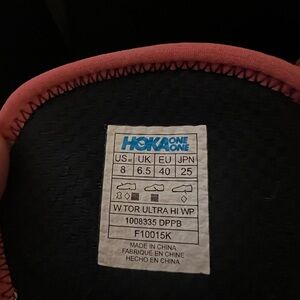 HOKA ONE ONE
US W UK EU JPN
8 6.5 40 25
W TOR ULTRA HI WP
1008335 DPPB
F10015K
MADE IN CHINA
FABRIQUE EN CHINE
HECHO EN CHINA